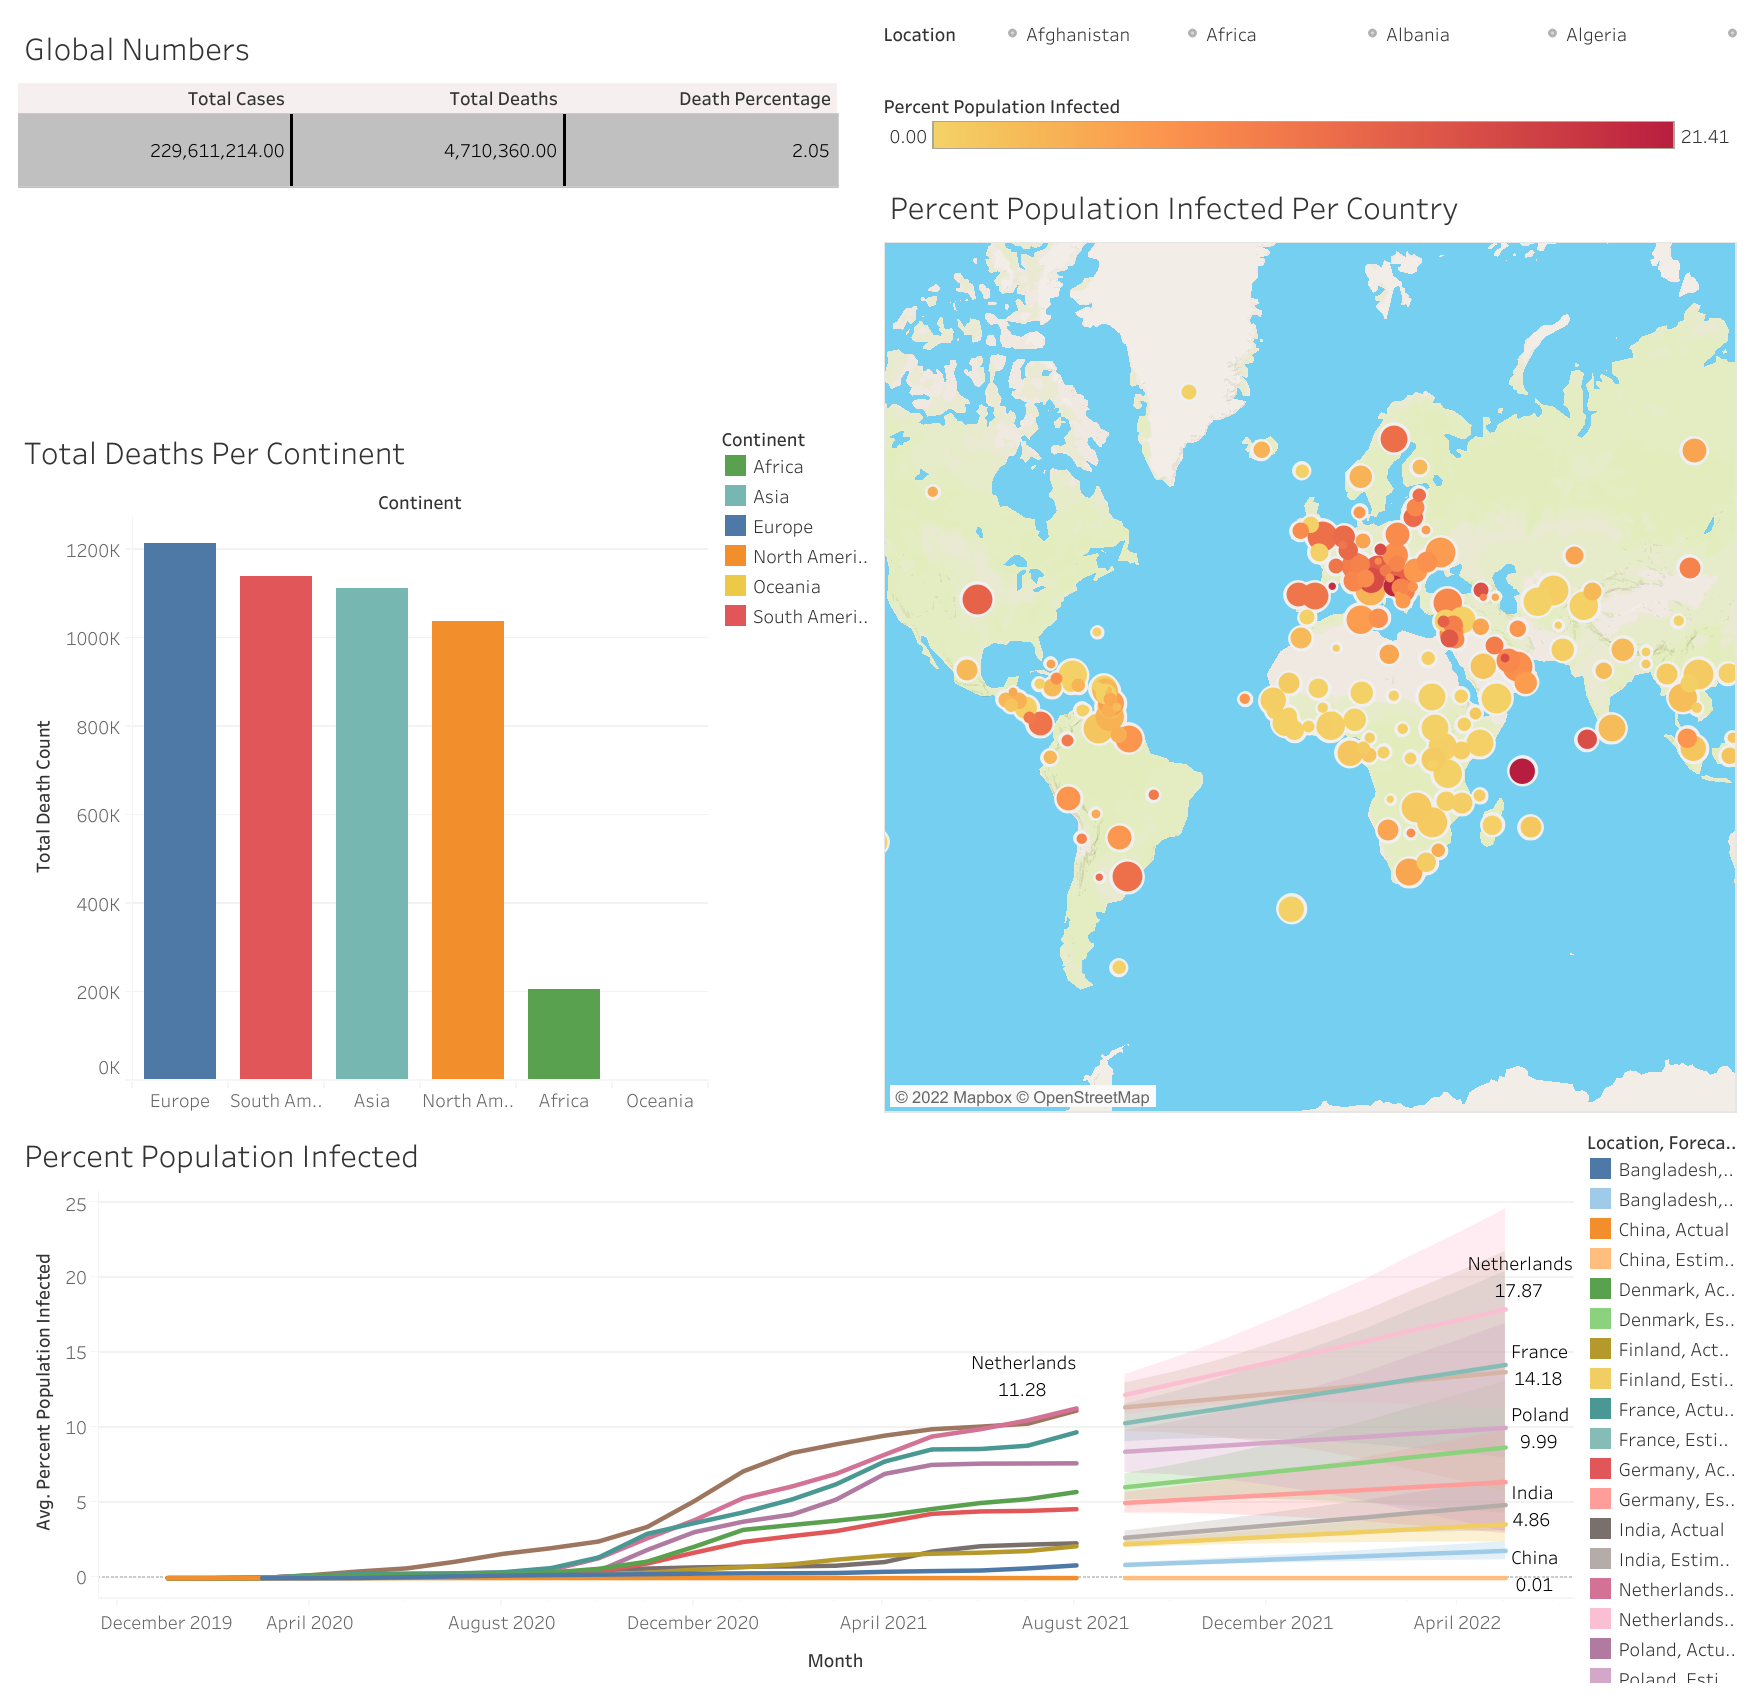 Global Numbers
Total Cases Total Deaths Death Percentage
229,611,214.00 4,710,360.00 2.05
Location Afghanistan Africa Albania Algeria
Percent Population Infected
0.00 21.41
Percent Population Infected Per Country
© 2022 Mapbox © OpenStreetMap
Total Deaths Per Continent
Continent
Total Death Count
1200K
1000K
800K
600K
400K
200K
0K
Europe South Am.. Asia North Am.. Africa Oceania
Continent
Africa
Asia
Europe
North Ameri..
Oceania
South Ameri..
Percent Population Infected
Avg. Percent Population Infected
25
20
15
10
5
0
Netherlands
11.28
Netherlands
17.87
France
14.18
Poland
9.99
India
4.86
China
0.01
December 2019 April 2020 August 2020 December 2020 April 2021 August 2021 December 2021 April 2022
Month
Location, Foreca..
Bangladesh,..
Bangladesh,..
China, Actual
China, Estim..
Denmark, Ac..
Denmark, Es..
Finland, Act..
Finland, Esti..
France, Actu..
France, Esti..
Germany, Ac..
Germany, Es..
India, Actual
India, Estim..
Netherlands..
Netherlands..
Poland, Actu..
Poland, Esti..